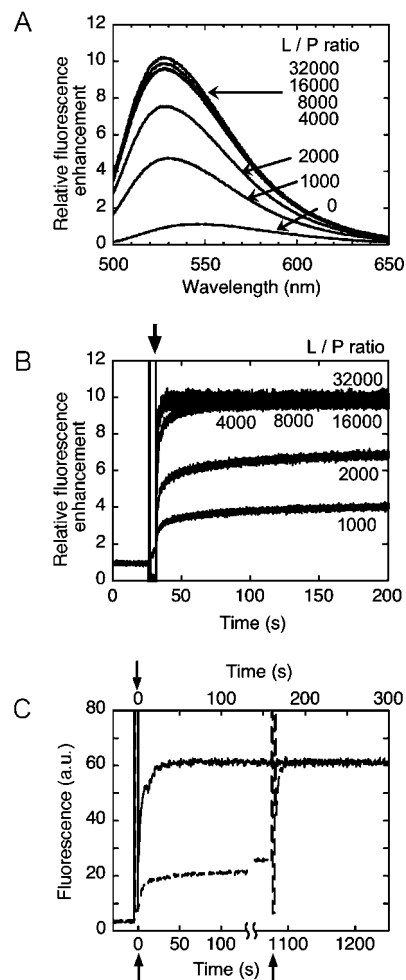 A
12
10
8
6
4
2
0
Relative fluorescence
enhancement
L / P ratio
32000
16000
8000
4000
2000
1000
0
500 550 600 650
Wavelength (nm)
B
12
10
8
6
4
2
0
Relative fluorescence
enhancement
L / P ratio
32000
4000 8000 16000
2000
1000
0 50 100 150 200
Time (s)
C
Time (s)
0 100 200 300
80
60
40
20
0
Fluorescence (a.u.)
0 50 100 1100 1200
Time (s)